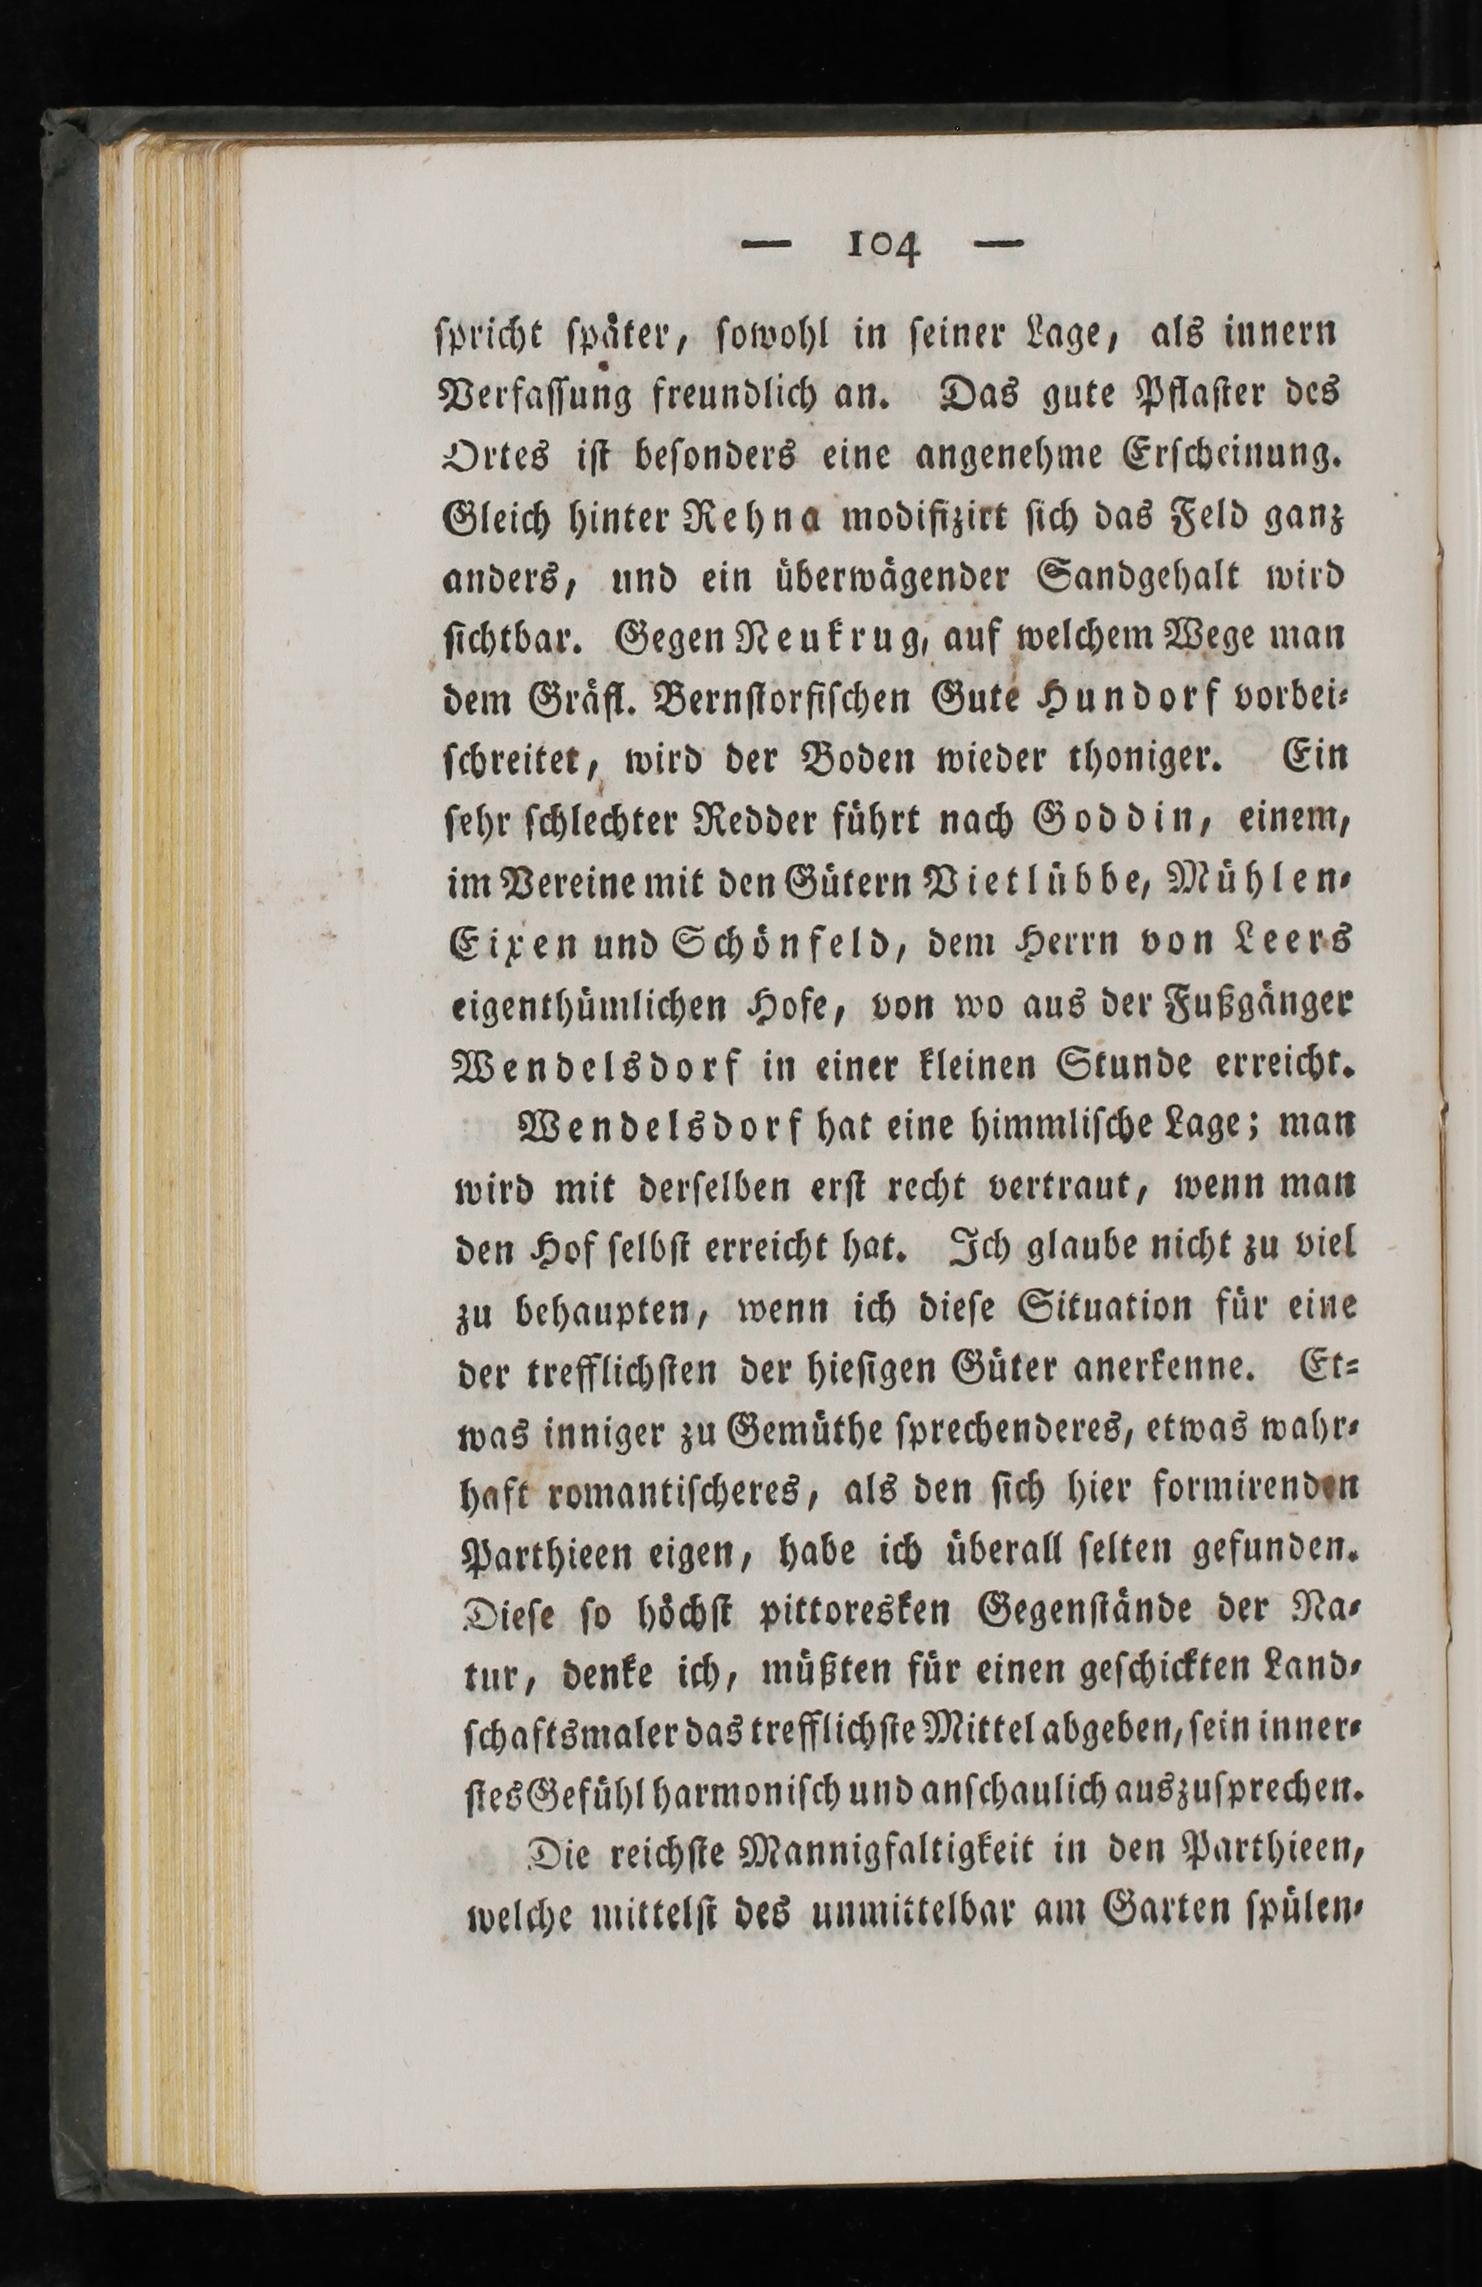 — 104 —
ſpricht ſpäter, ſowohl in ſeiner Lage, als innern
Verfaſſung freundlich an. Das gute Pflaſter des
Ortes iſt beſonders eine angenehme Erſcheinung.
Gleich hinter Rehna modifizirt ſich das Feld ganz
anders, und ein überwägender Sandgehalt wird
ſichtbar. Gegen Neukrug, auf welchem Wege man
dem Gräfl. Bernſtorfiſchen Gute Hundorf vorbei⸗
ſchreitet, wird der Boden wieder thoniger. Ein
ſehr ſchlechter Redder führt nach Goddin, einem,
im Vereine mit den Gütern Vietlübbe, Mühlen⸗
Eixen und Schönfeld, dem Herrn von Leers
eigenthümlichen Hofe, von wo aus der Fußgänger
Wendelsdorf in einer kleinen Stunde erreicht.
Wendelsdorf hat eine himmliſche Lage; man
wird mit derſelben erſt recht vertraut, wenn man
den Hof ſelbſt erreicht hat. Ich glaube nicht zu viel
zu behaupten, wenn ich dieſe Situation für eine
der trefflichſten der hieſigen Güter anerkenne. Et⸗
was inniger zu Gemüthe ſprechenderes, etwas wahr⸗
haft romantiſcheres, als den ſich hier formirenden
Parthieen eigen, habe ich überall ſelten gefunden.
Dieſe ſo höchſt pittoresken Gegenſtände der Na⸗
tur, denke ich, müßten für einen geſchickten Land⸗
ſchaftsmaler das trefflichſte Mittel abgeben, ſein inner⸗
ſtes Gefühl harmoniſch und anſchaulich auszuſprechen.
Die reichſte Mannigfaltigkeit in den Parthieen,
welche mittelſt des unmittelbar am Garten ſpülen⸗